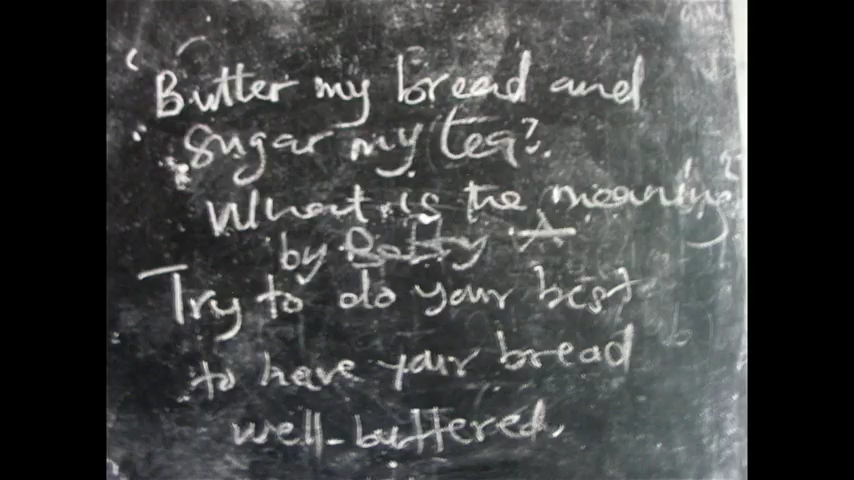 "Butter my bread and
sugar my tea?
What is the meaning?
by Betty A
Try to do your best
to have your bread
well-buttered.